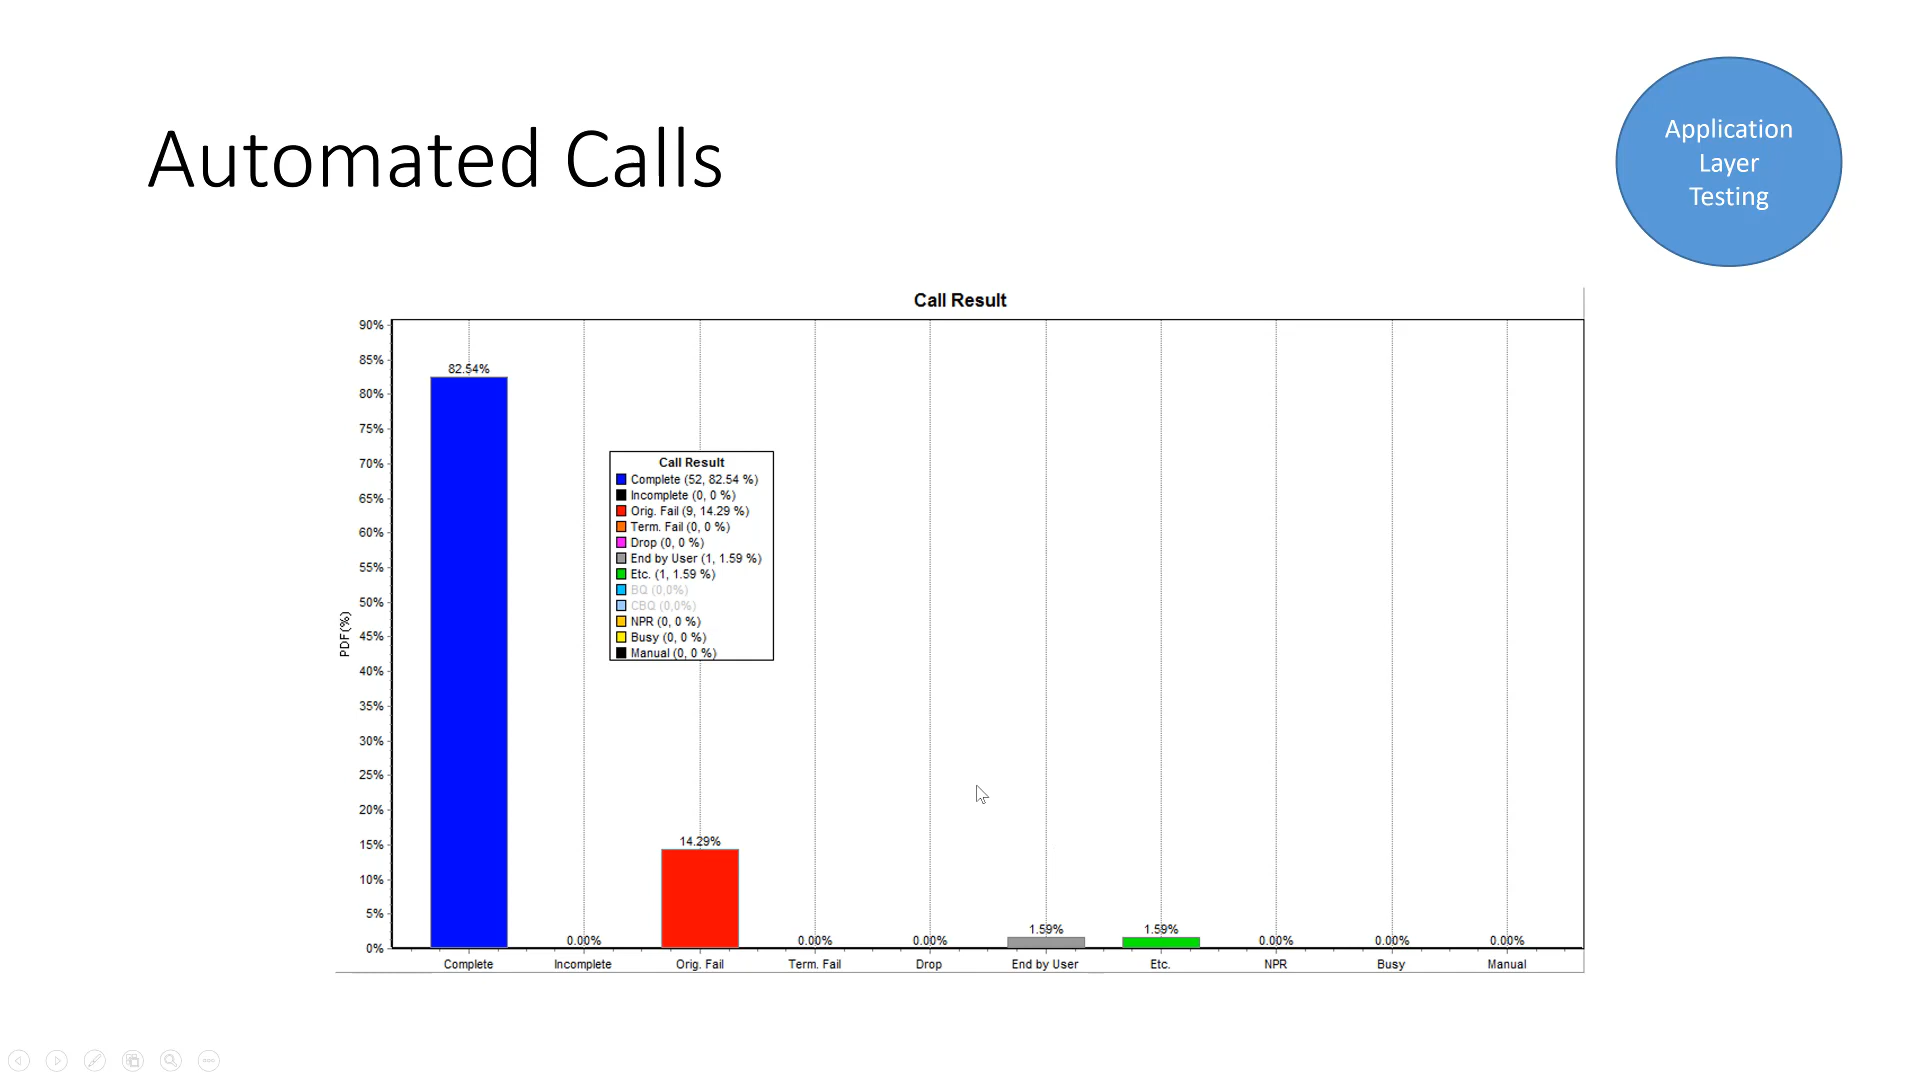 Automated Calls
Application
Layer
Testing
Call Result
90%
85%
80%
75%
70%
65%
60%
55%
50%
45%
40%
35%
30%
25%
20%
15%
10%
5%
0%
PDF(%)
82.54%
0.00%
14.29%
0.00%
0.00%
1.59%
1.59%
0.00%
0.00%
0.00%
Call Result
Complete (52, 82.54 %)
Incomplete (0, 0 %)
Orig. Fail (9, 14.29 %)
Term. Fail (0, 0 %)
Drop (0, 0 %)
End by User (1, 1.59 %)
Etc. (1, 1.59 %)
BQ (0,0%)
CBQ (0,0%)
NPR (0, 0 %)
Busy (0, 0 %)
Manual (0, 0 %)
Complete
Incomplete
Orig. Fail
Term. Fail
Drop
End by User
Etc.
NPR
Busy
Manual